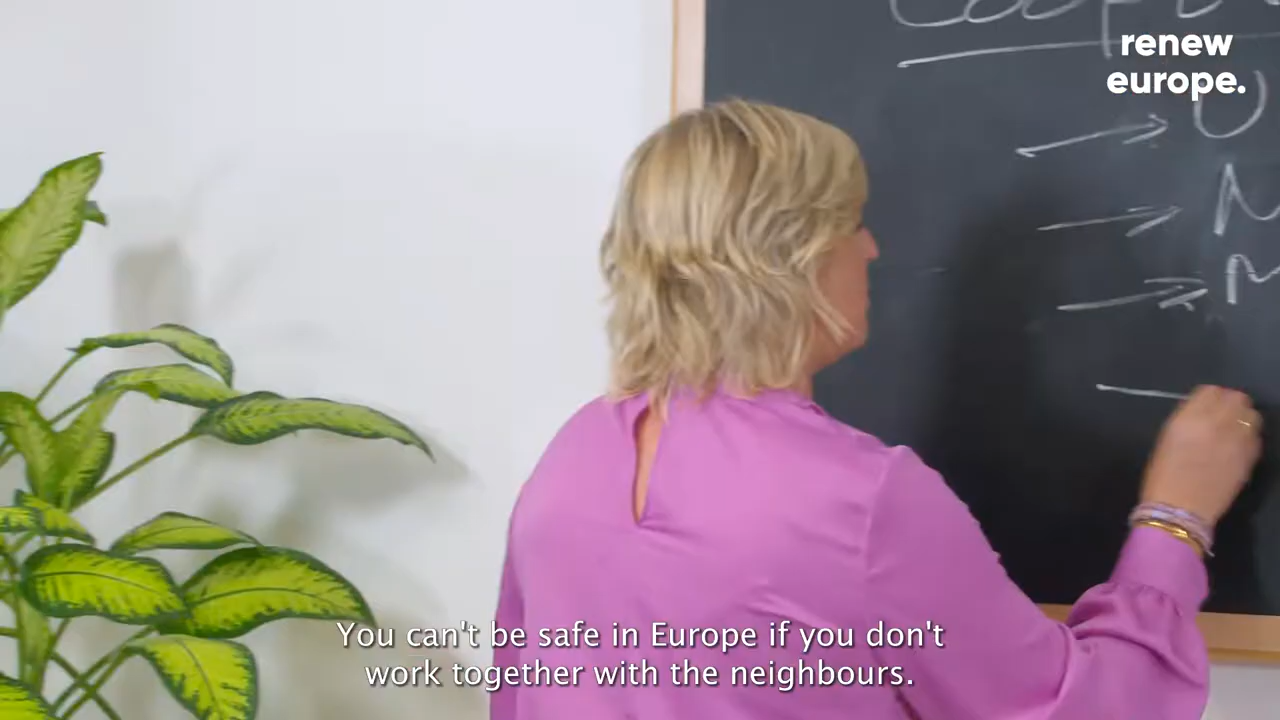 renew
europe.
U
M
M
You can't be safe in Europe if you don't
work together with the neighbours.